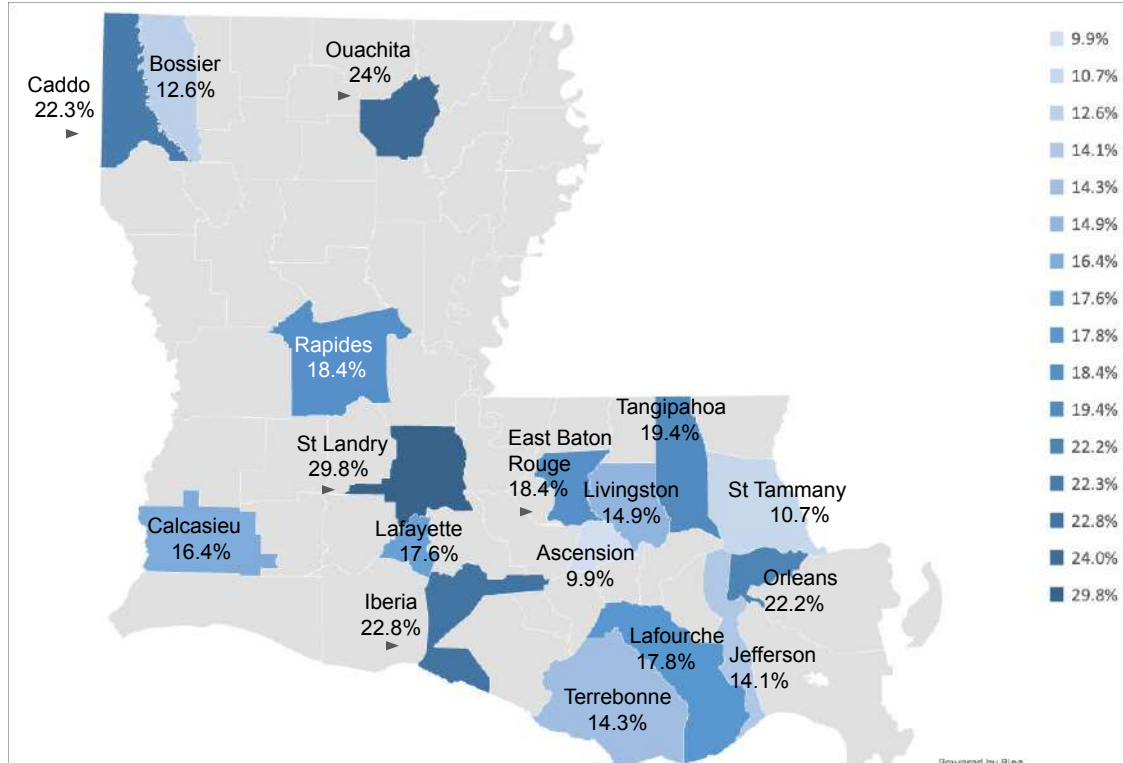 Caddo
22.3%
Bossier
12.6%
Ouachita
24%
Rapides
18.4%
St Landry
29.8%
Calcasieu
16.4%
Lafayette
17.6%
Iberia
22.8%
East Baton
Rouge
18.4%
Livingston
14.9%
Tangipahoa
19.4%
St Tammany
10.7%
Ascension
9.9%
Orleans
22.2%
Lafourche
17.8%
Jefferson
14.1%
Terrebonne
14.3%
9.9%
10.7%
12.6%
14.1%
14.3%
14.9%
16.4%
17.6%
17.8%
18.4%
19.4%
22.2%
22.3%
22.8%
24.0%
29.8%